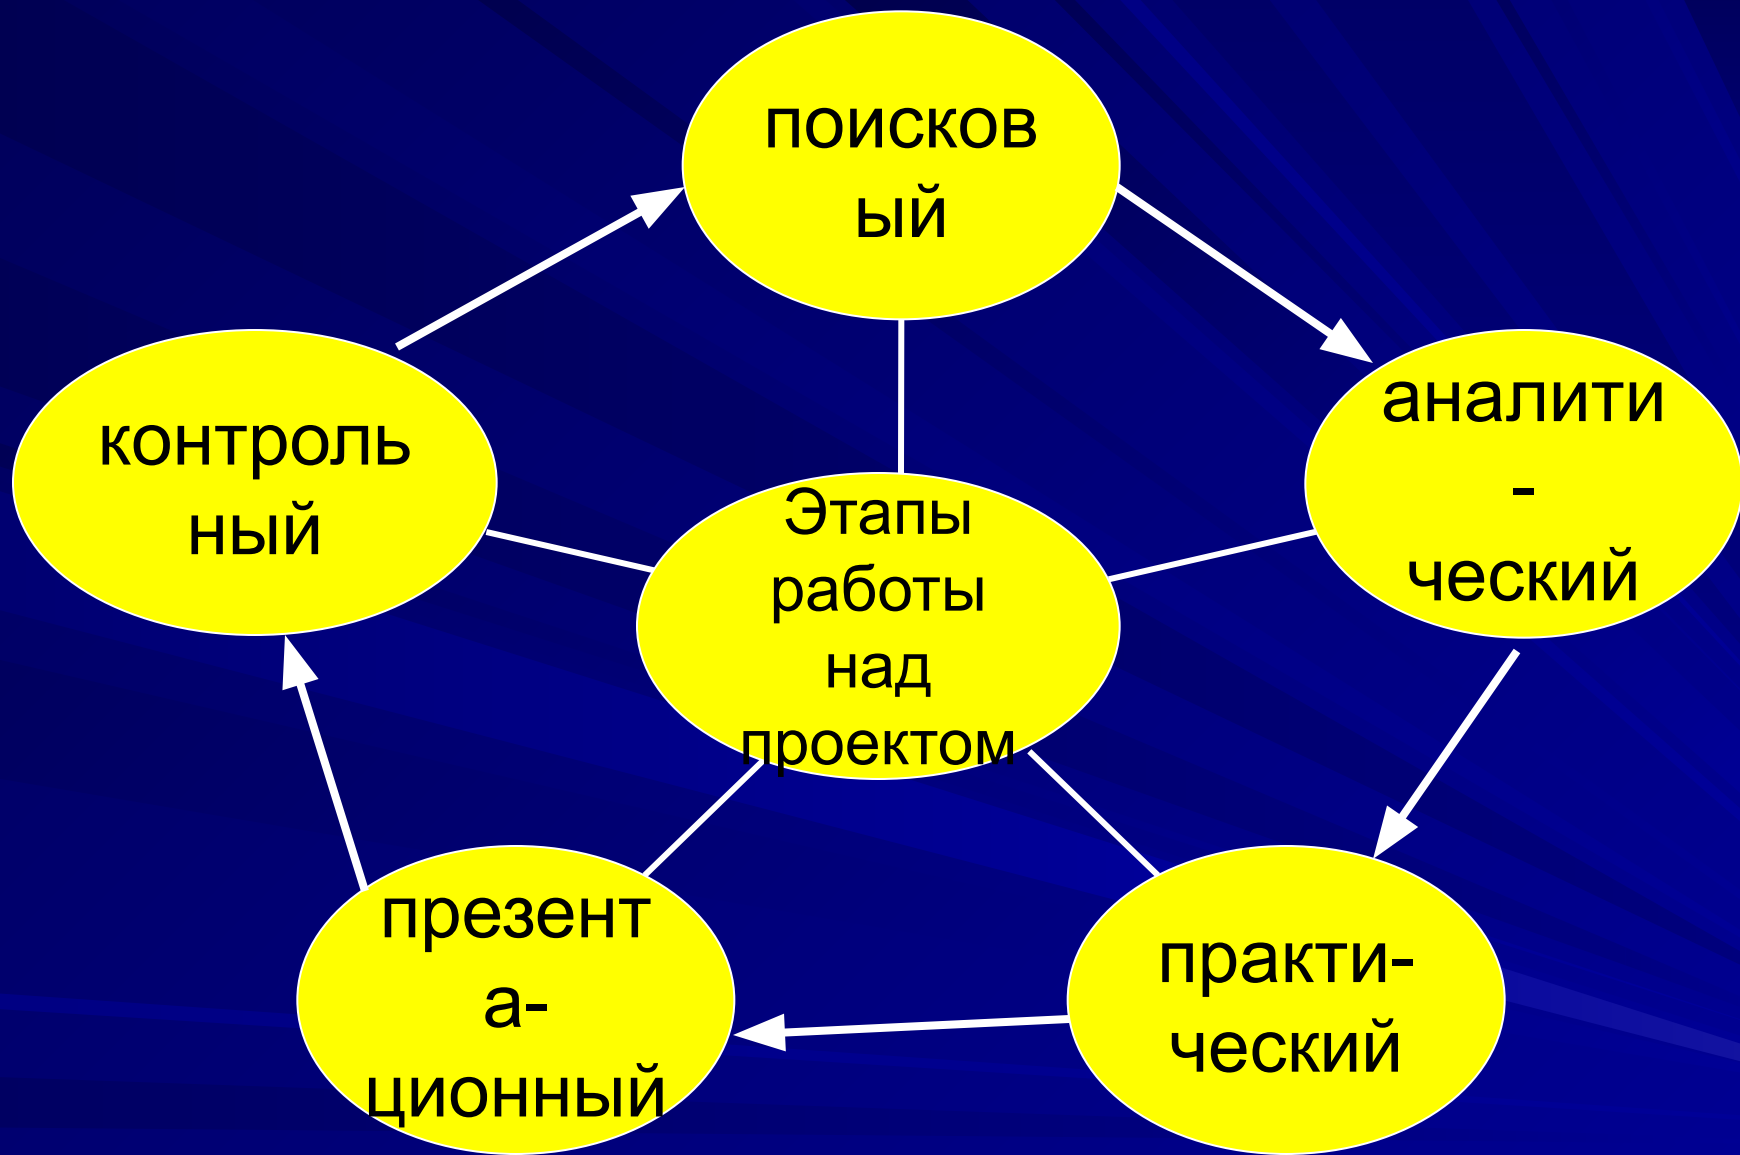 поисков
ый
аналити
-
ческий
практи-
ческий
презент
а-
ционный
контроль
ный
Этапы
работы
над
проектом